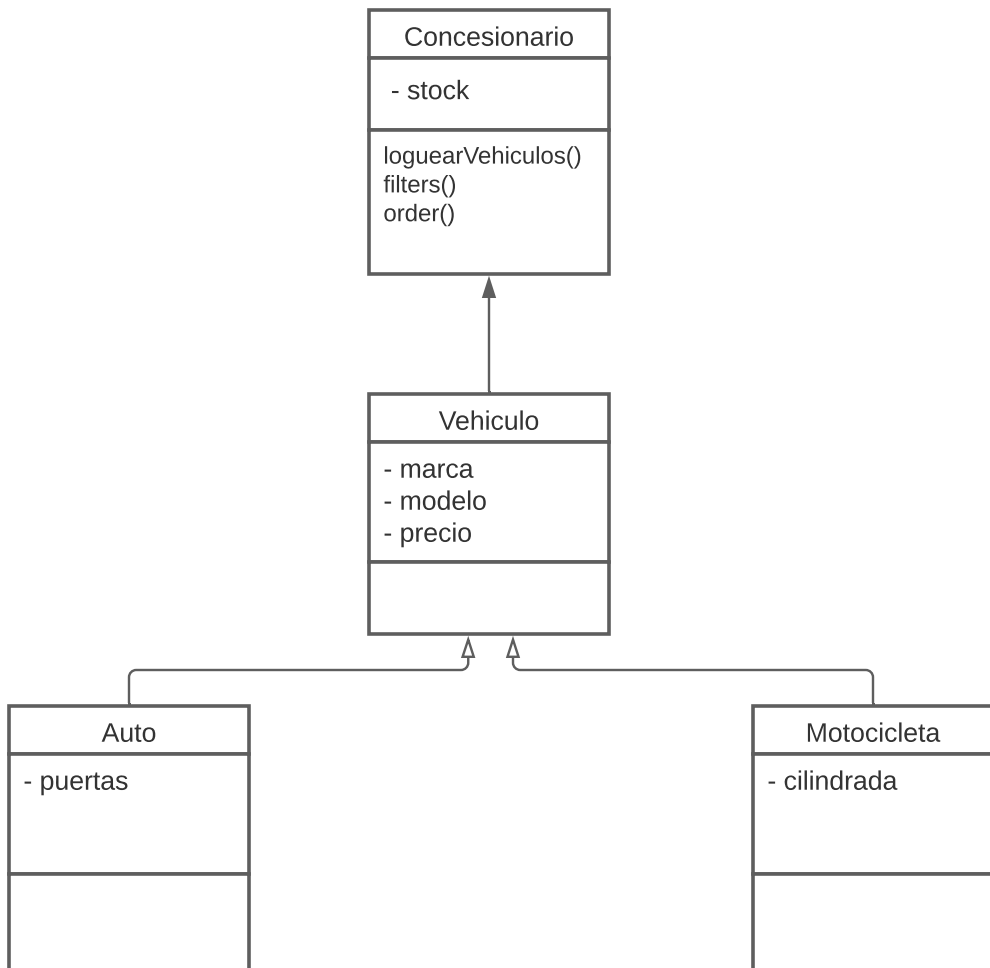 Concesionario
- stock
loguearVehiculos()
filters()
order()
Vehiculo
- marca
- modelo
- precio
Auto
- puertas
Motocicleta
- cilindrada